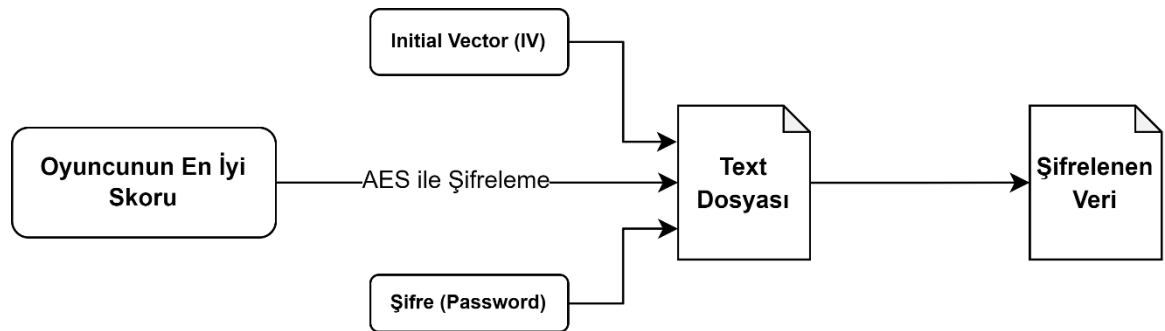 Initial Vector (IV)
Oyuncunun En İyi
Skoru
AES ile Şifreleme
Text
Dosyası
Şifrelenen
Veri
Şifre (Password)